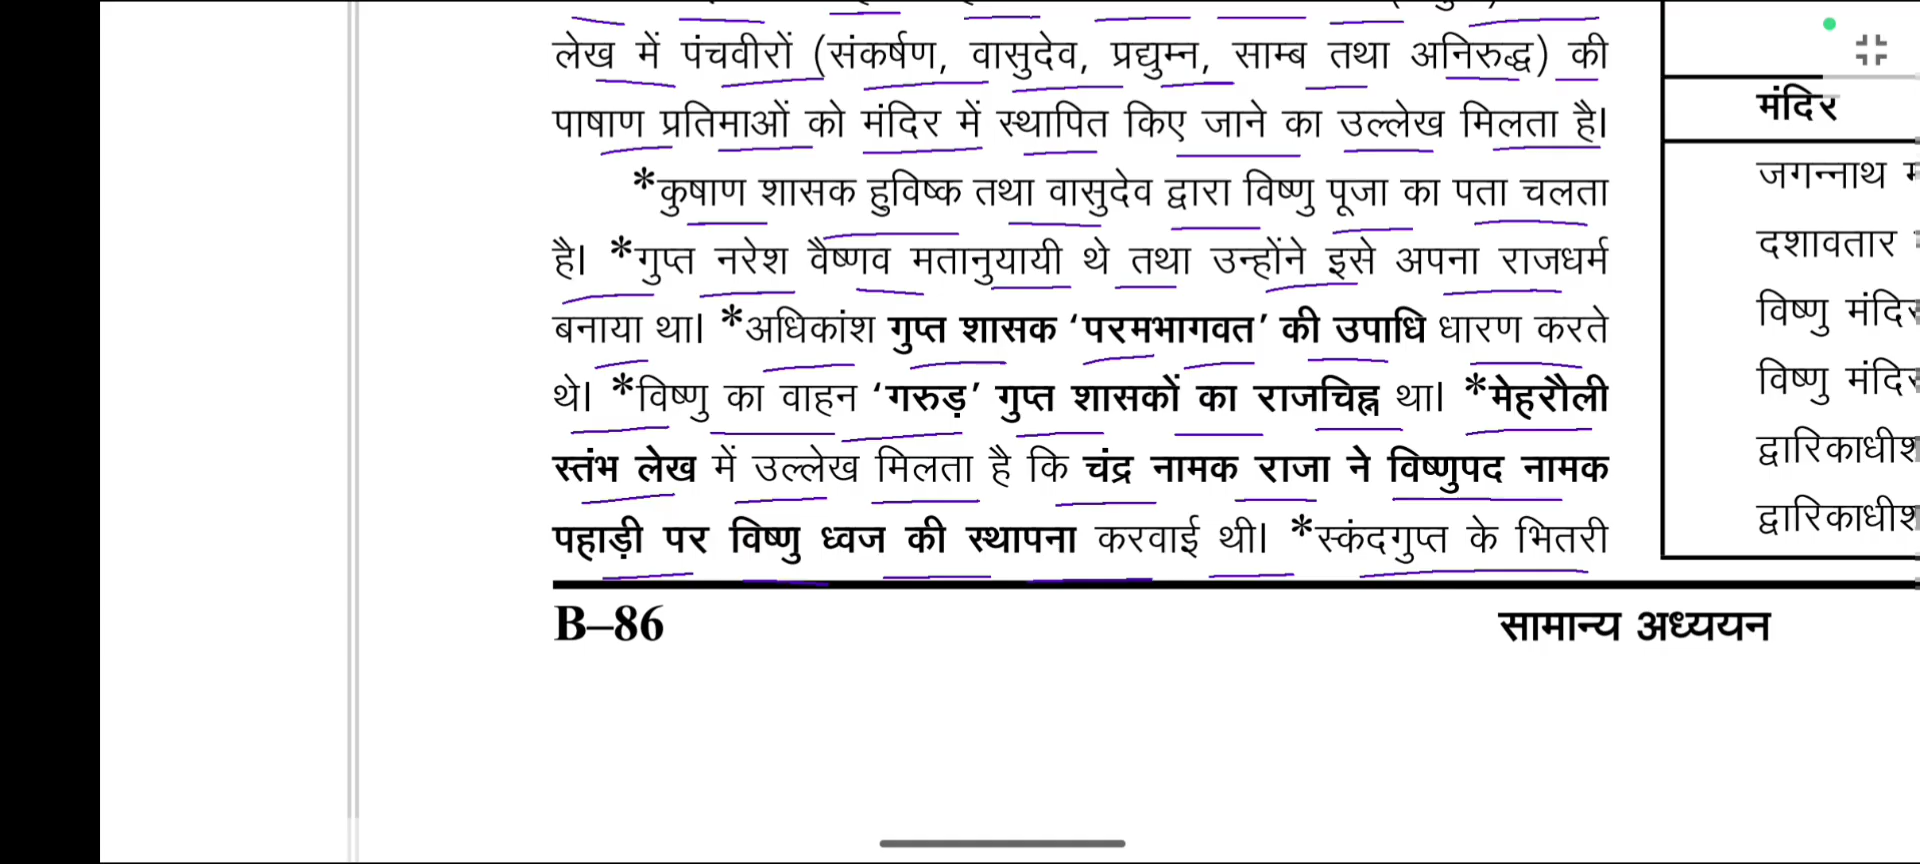 लेख में पंचवीरों (संकर्षण, वासुदेव, प्रद्युम्न, साम्ब तथा अनिरुद्ध) की
पाषाण प्रतिमाओं को मंदिर में स्थापित किए जाने का उल्लेख मिलता है।
*कुषाण शासक हुविष्क तथा वासुदेव द्वारा विष्णु पूजा का पता चलता
है। *गुप्त नरेश वैष्णव मतानुयायी थे तथा उन्होंने इसे अपना राजधर्म
बनाया था। *अधिकांश गुप्त शासक ‘परमभागवत’ की उपाधि धारण करते
थे। *विष्णु का वाहन ‘गरुड़’ गुप्त शासकों का राजचिह्न था। *मेहरौली
स्तंभ लेख में उल्लेख मिलता है कि चंद्र नामक राजा ने विष्णुपद नामक
पहाड़ी पर विष्णु ध्वज की स्थापना करवाई थी। *स्कंदगुप्त के भितरी
मंदिर
जगन्नाथ
दशावतार
विष्णु
विष्णु
B–86
सामान्य अध्ययन